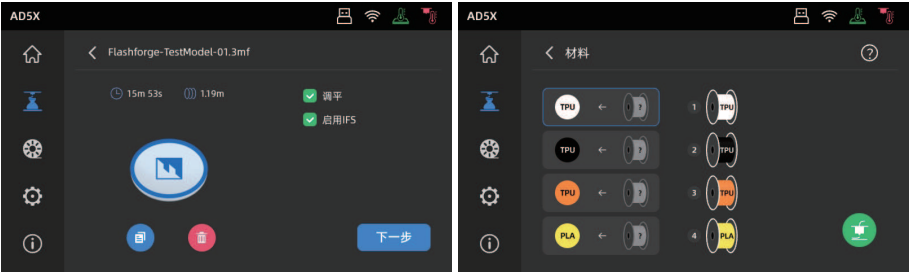 AD5X
Flashforge-TestModel-01.3mf
15m 53s
1.19m
调平
启用IFS
下一步
AD5X
材料
?
TPU ← ?
1 TPU
TPU ← ?
2 TPU
TPU ← ?
3 TPU
PLA ← ?
4 PLA